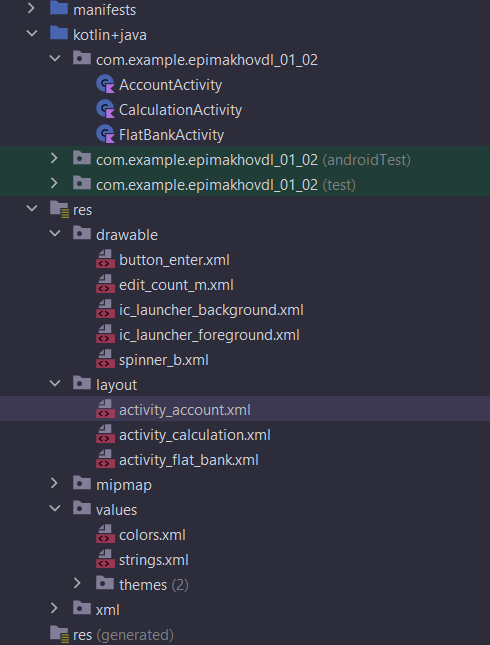 manifests
kotlin+java
com.example.epimakhovdl_01_02
AccountActivity
CalculationActivity
FlatBankActivity
com.example.epimakhovdl_01_02 (androidTest)
com.example.epimakhovdl_01_02 (test)
res
drawable
button_enter.xml
edit_count_m.xml
ic_launcher_background.xml
ic_launcher_foreground.xml
spinner_b.xml
layout
activity_account.xml
activity_calculation.xml
activity_flat_bank.xml
mipmap
values
colors.xml
strings.xml
themes (2)
xml
res (generated)